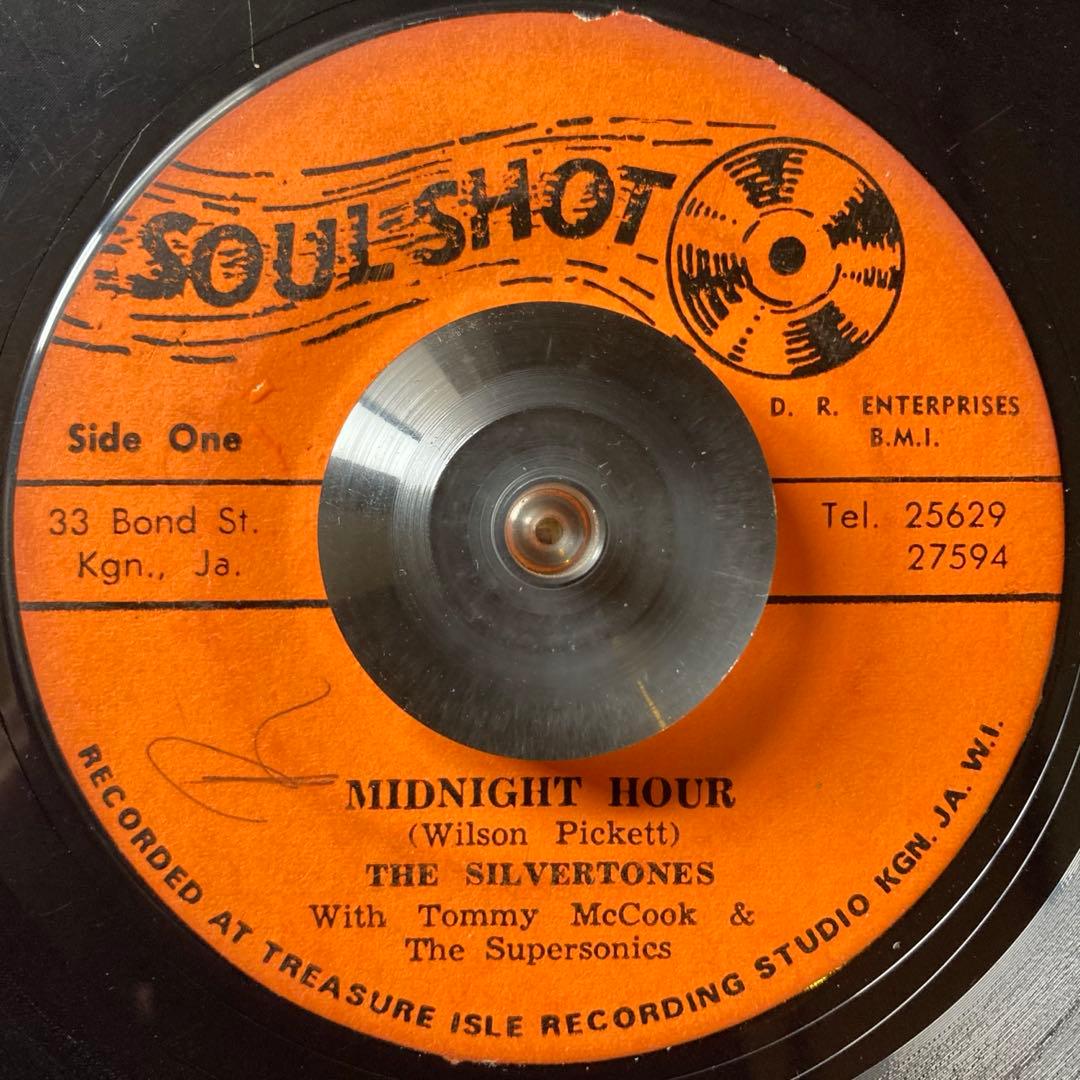 SOUL SHOT
D. R. ENTERPRISES
B.M.I.
Side One
33 Bond St.
Kgn., Ja.
Tel. 25629
27594
MIDNIGHT HOUR
(Wilson Pickett)
THE SILVERTONES
With Tommy McCook &
The Supersonics
RECORDED AT TREASURE ISLE RECORDING STUDIO KGN. JA. W.I.